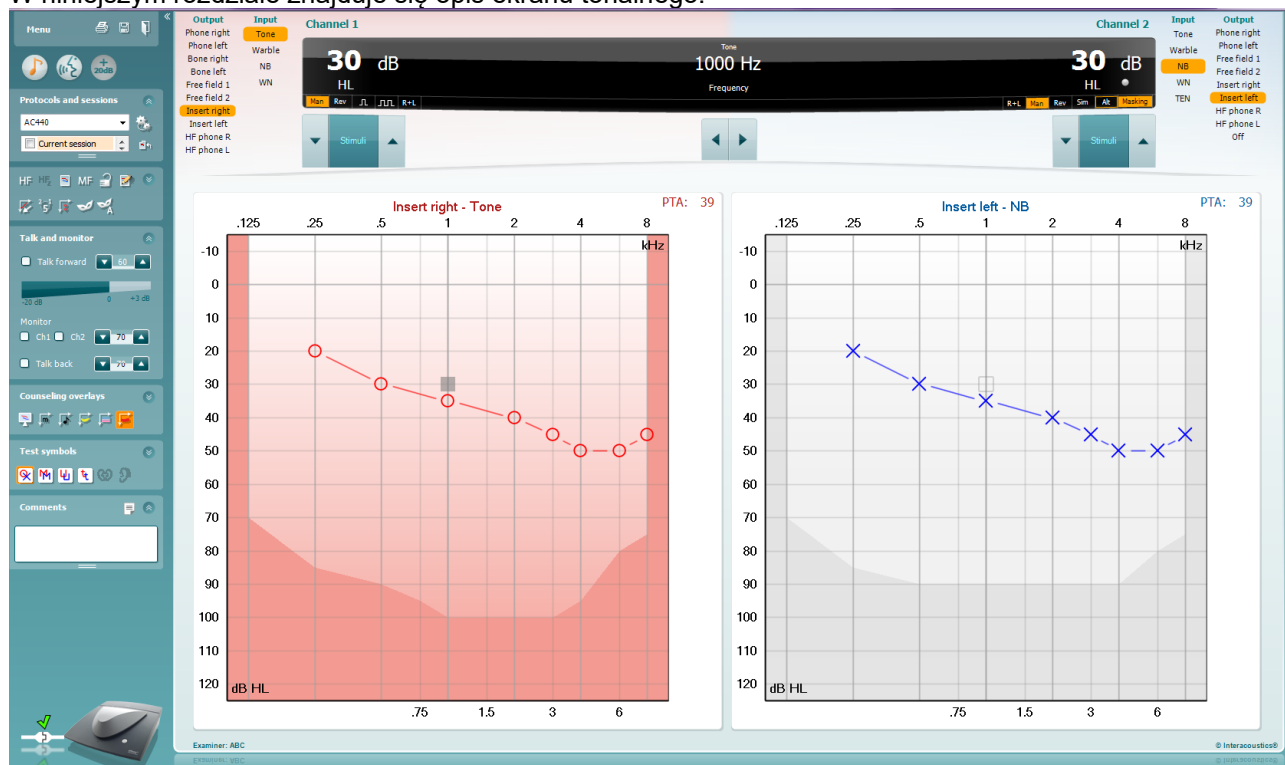 W niniejszym rozdziale znajduje się opis ekranu tonalnego.
Menu
+20dB
Protocols and sessions
AC440
Current session
HF HF2 MF
Talk and monitor
Talk forward 60
-20 dB 0 +3 dB
Monitor
Ch1 Ch2 70
Talk back 70
Counseling overlays
Test symbols
Comments
Output
Phone right
Phone left
Bone right
Bone left
Free field 1
Free field 2
Insert right
Insert left
HF phone R
HF phone L
Input
Tone
Warble
NB
WN
Channel 1
30 dB
HL
Man Rev R+L
Tone
1000 Hz
Frequency
Channel 2
30 dB
HL
R+L Man Rev Sim Alt Masking
Input
Tone
Warble
NB
WN
TEN
Output
Phone right
Phone left
Free field 1
Free field 2
Insert right
Insert left
HF phone R
HF phone L
Off
Stimuli
Stimuli
Insert right - Tone
PTA: 39
.125 .25 .5 1 2 4 8
kHz
-10
0
10
20
30
40
50
60
70
80
90
100
110
120
dB HL
.75 1.5 3 6
Insert left - NB
PTA: 39
.125 .25 .5 1 2 4 8
kHz
-10
0
10
20
30
40
50
60
70
80
90
100
110
120
dB HL
.75 1.5 3 6
Examiner: ABC
© Interacoustics®